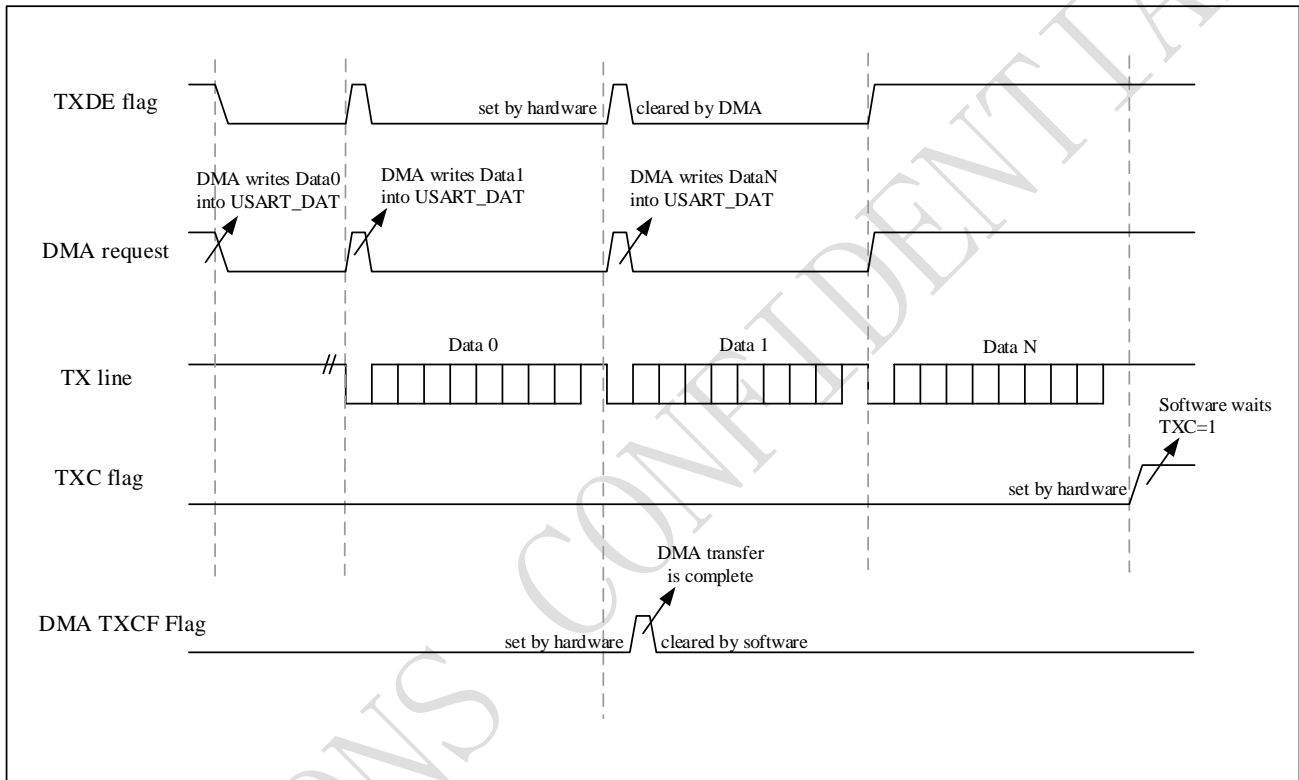 TXDE flag
set by hardware
cleared by DMA
DMA writes Data0
into USART_DAT
DMA writes Data1
into USART_DAT
DMA writes DataN
into USART_DAT
DMA request
Data 0
Data 1
Data N
TX line
Software waits
TXC=1
TXC flag
set by hardware
DMA transfer
is complete
DMA TXCF Flag
set by hardware
cleared by software
ONS CONFIDENTIA